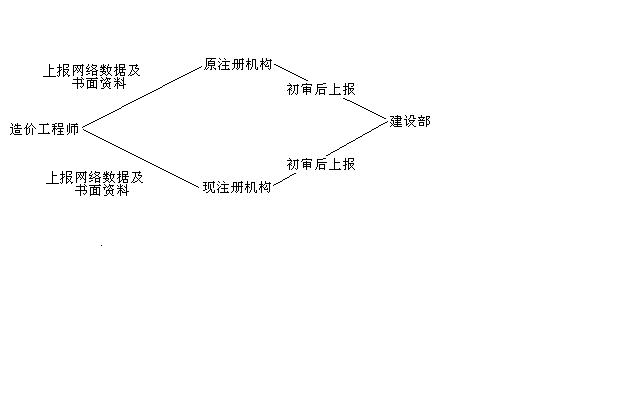 上报网络数据及
书面资料
原注册机构
初审后上报
造价工程师
建设部
上报网络数据及
书面资料
初审后上报
现注册机构